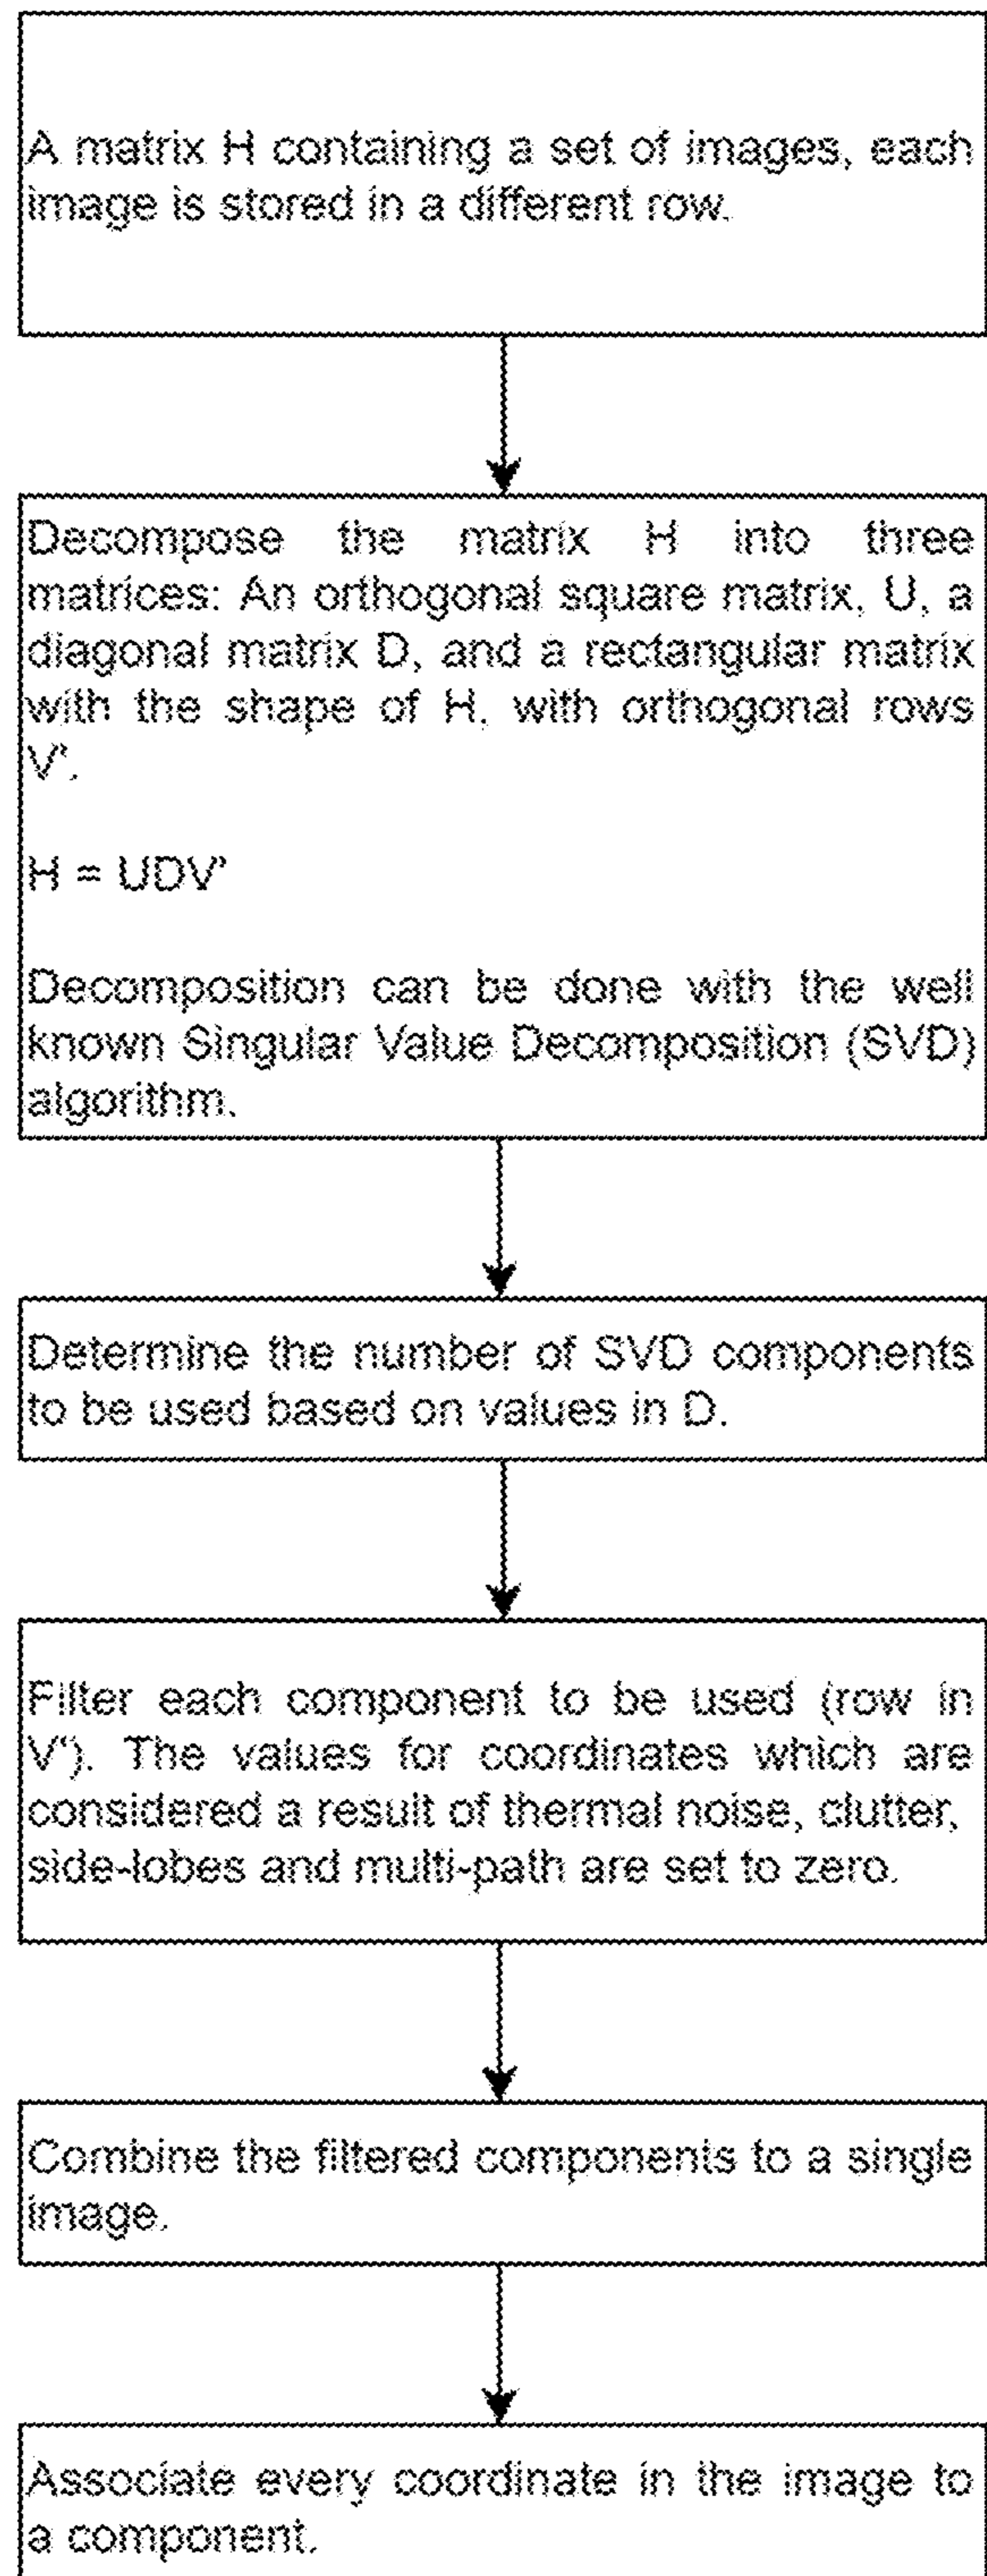 A matrix H containing a set of images, each
image is stored in a different row.
Decompose the matrix H into three
matrices: An orthogonal square matrix, U, a
diagonal matrix D, and a rectangular matrix
with the shape of H, with orthogonal rows
V'.
H = UDV'
Decomposition can be done with the well
known Singular Value Decomposition (SVD)
algorithm.
Determine the number of SVD components
to be used based on values in D.
Filter each component to be used (row in
V'). The values for coordinates which are
considered a result of thermal noise, clutter,
side-lobes and multi-path are set to zero.
Combine the filtered components to a single
image.
Associate every coordinate in the image to
a component.